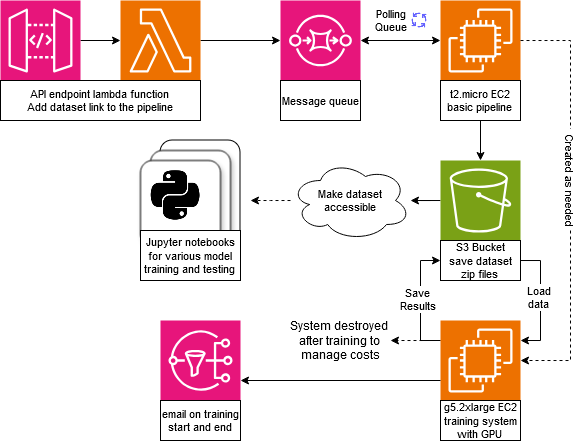 Polling
Queue
API endpoint lambda function
Add dataset link to the pipeline
Message queue
t2.micro EC2
basic pipeline
Created as needed
Make dataset
accessible
Jupyter notebooks
for various model
training and testing
S3 Bucket
save dataset
zip files
Save
Results
Load
data
System destroyed
after training to
manage costs
email on training
start and end
g5.2xlarge EC2
training system
with GPU